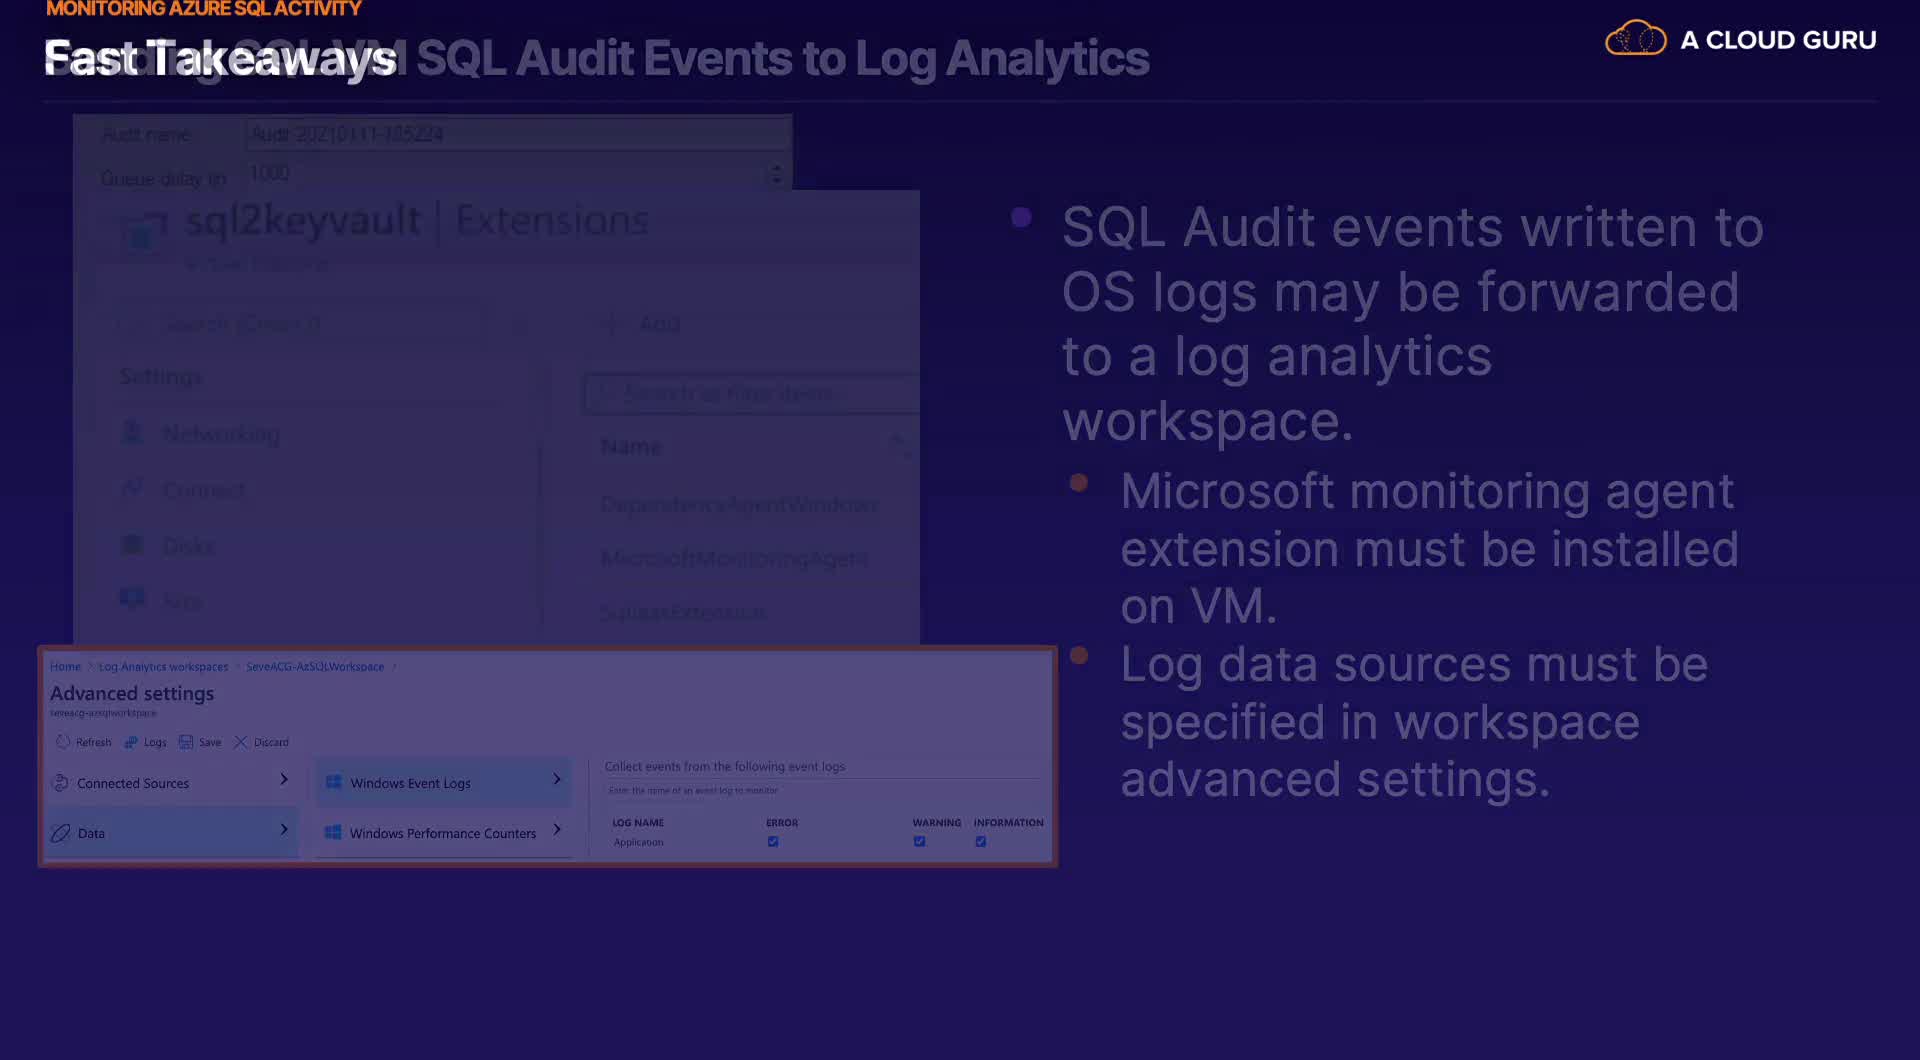 MONITORING AZURE SQL ACTIVITY
Fast Takeaways
VM SQL Audit Events to Log Analytics
A CLOUD GURU
Audit name
Audit-20210111-185224
Queue delay (in
1000
sql2keyvault | Extensions
Search (Ctrl+/)
Add
Settings
Search to filter items
Networking
Name
Connect
DependencyAgentWindows
Disks
MicrosoftMonitoringAgent
Size
SqlIaasExtension
SQL Audit events written to
OS logs may be forwarded
to a log analytics
workspace.
Microsoft monitoring agent
extension must be installed
on VM.
Log data sources must be
specified in workspace
advanced settings.
Home > Log Analytics workspaces > SeveACG-AzSQLWorkspace >
Advanced settings
seveacg-azsqlworkspace
Refresh Logs Save Discard
Connected Sources
Windows Event Logs
Collect events from the following event logs
Enter the name of an event log to monitor
Data
Windows Performance Counters
LOG NAME ERROR WARNING INFORMATION
Application